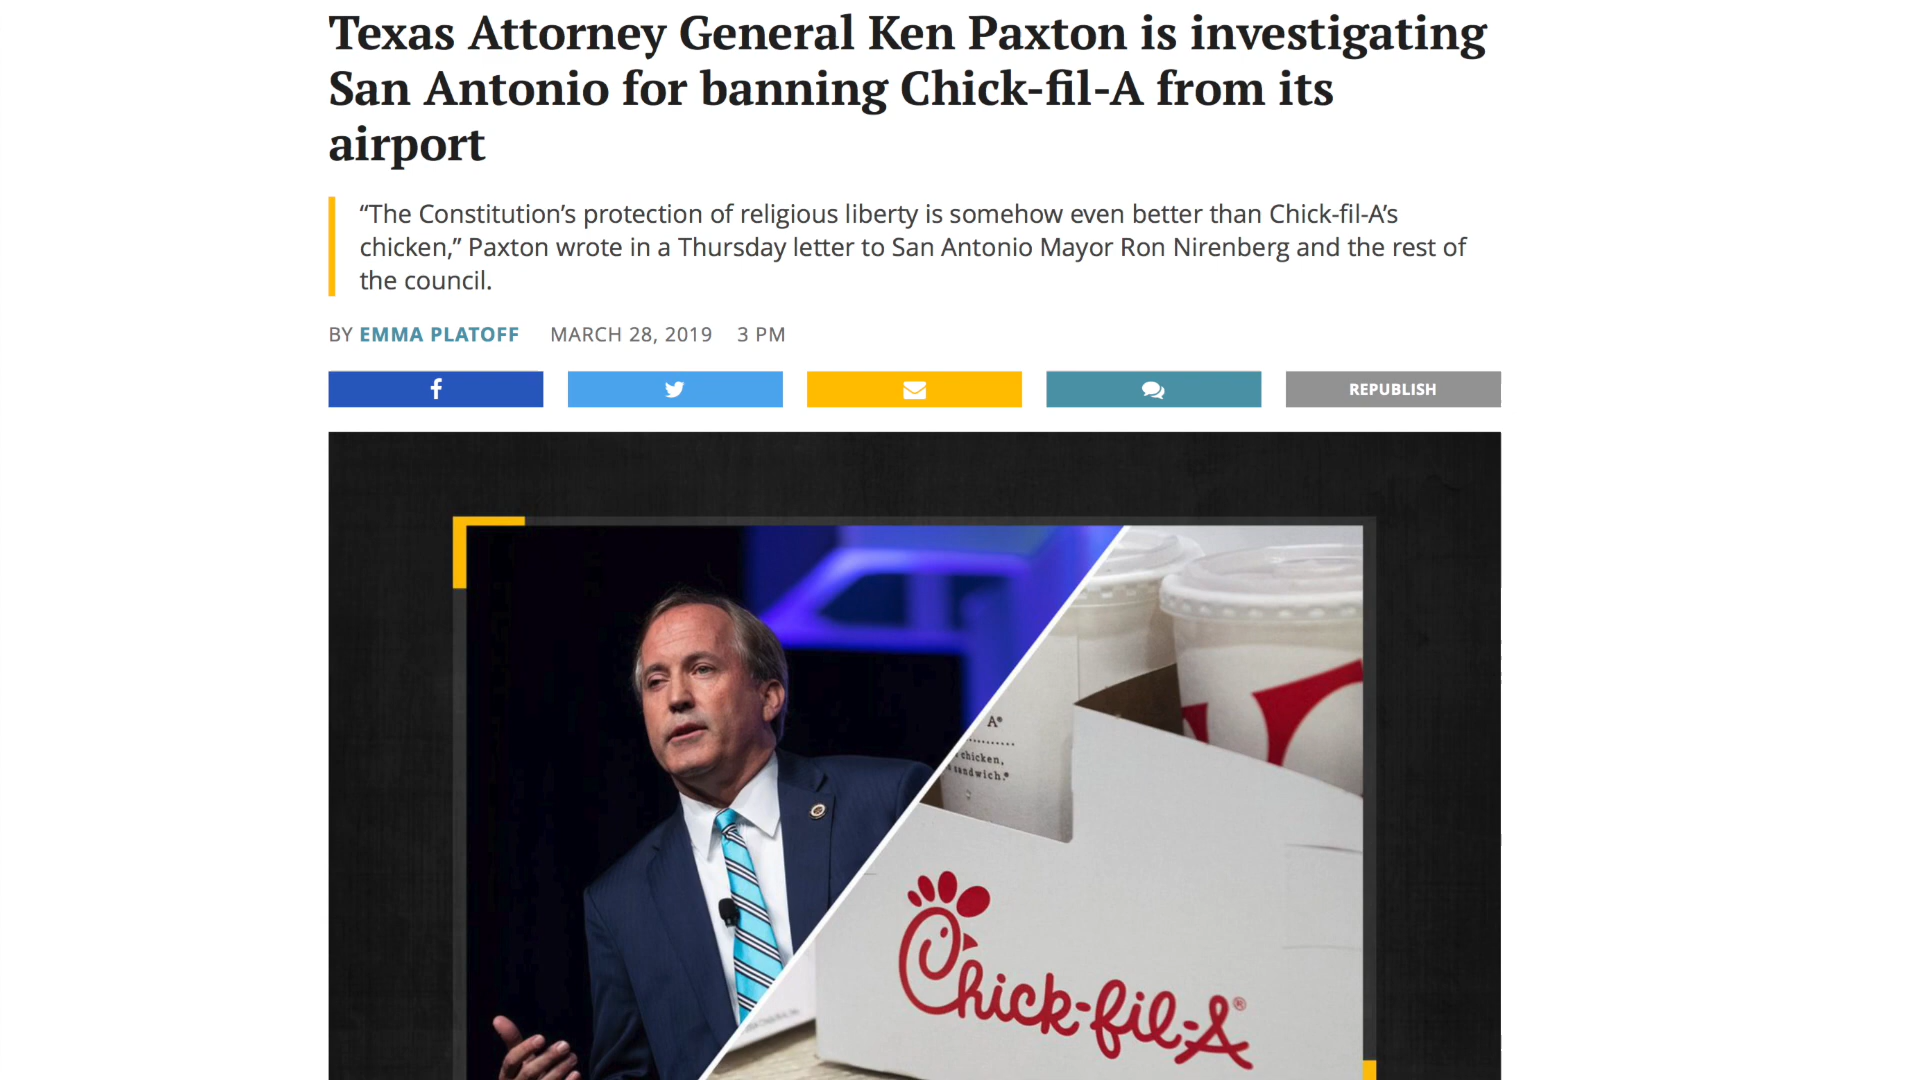 Texas Attorney General Ken Paxton is investigating
San Antonio for banning Chick-fil-A from its
airport
“The Constitution’s protection of religious liberty is somehow even better than Chick-fil-A’s
chicken,” Paxton wrote in a Thursday letter to San Antonio Mayor Ron Nirenberg and the rest of
the council.
BY EMMA PLATOFF MARCH 28, 2019 3 PM
REPUBLISH
A®
chicken,
sandwich.®
Chick-fil-A®